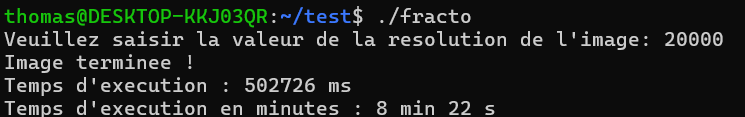 thomas@DESKTOP-KKJ03QR:~/test$ ./fracto
Veuillez saisir la valeur de la resolution de l'image: 20000
Image terminee !
Temps d'execution : 502726 ms
Temps d'execution en minutes : 8 min 22 s